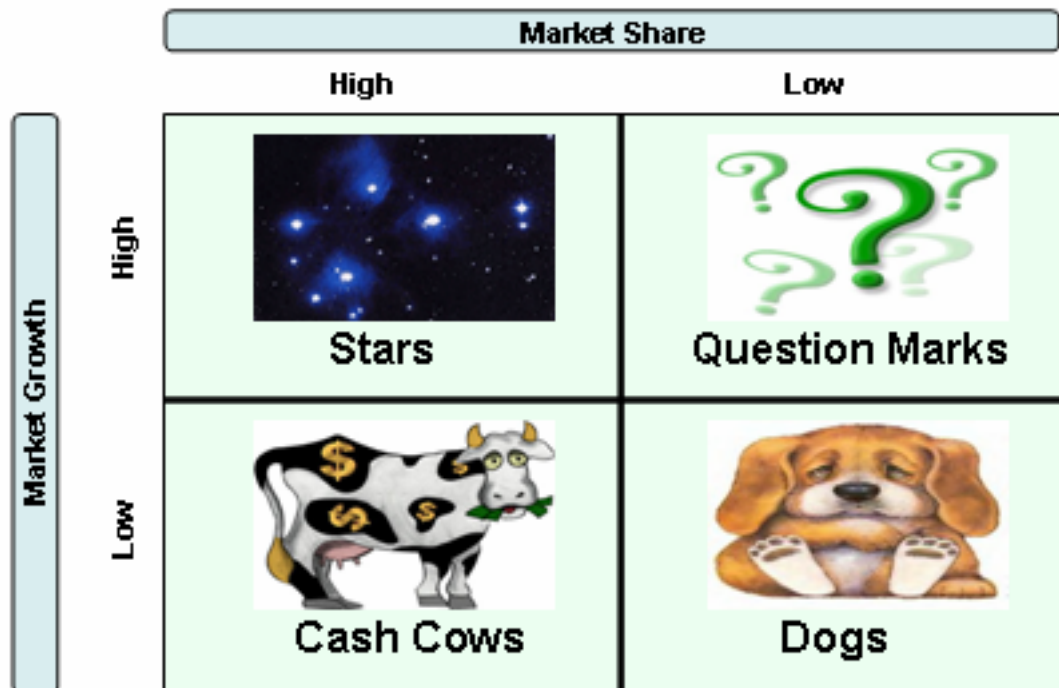 Market Share
High
Low
Market Growth
High
Stars
Question Marks
Low
Cash Cows
Dogs